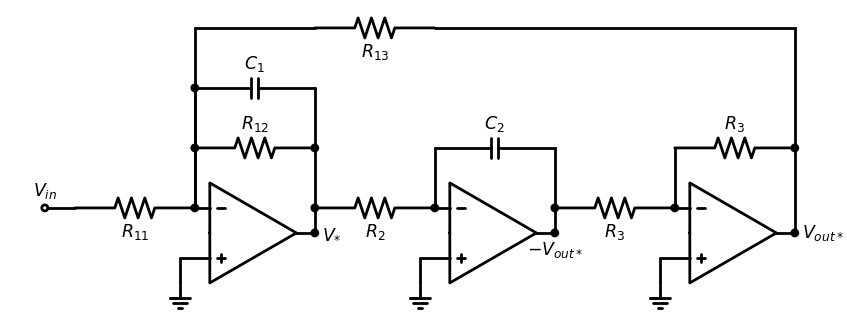 R13
C1
R12 C2 R3
Vin
R11 V* R2 −Vout* R3 Vout*